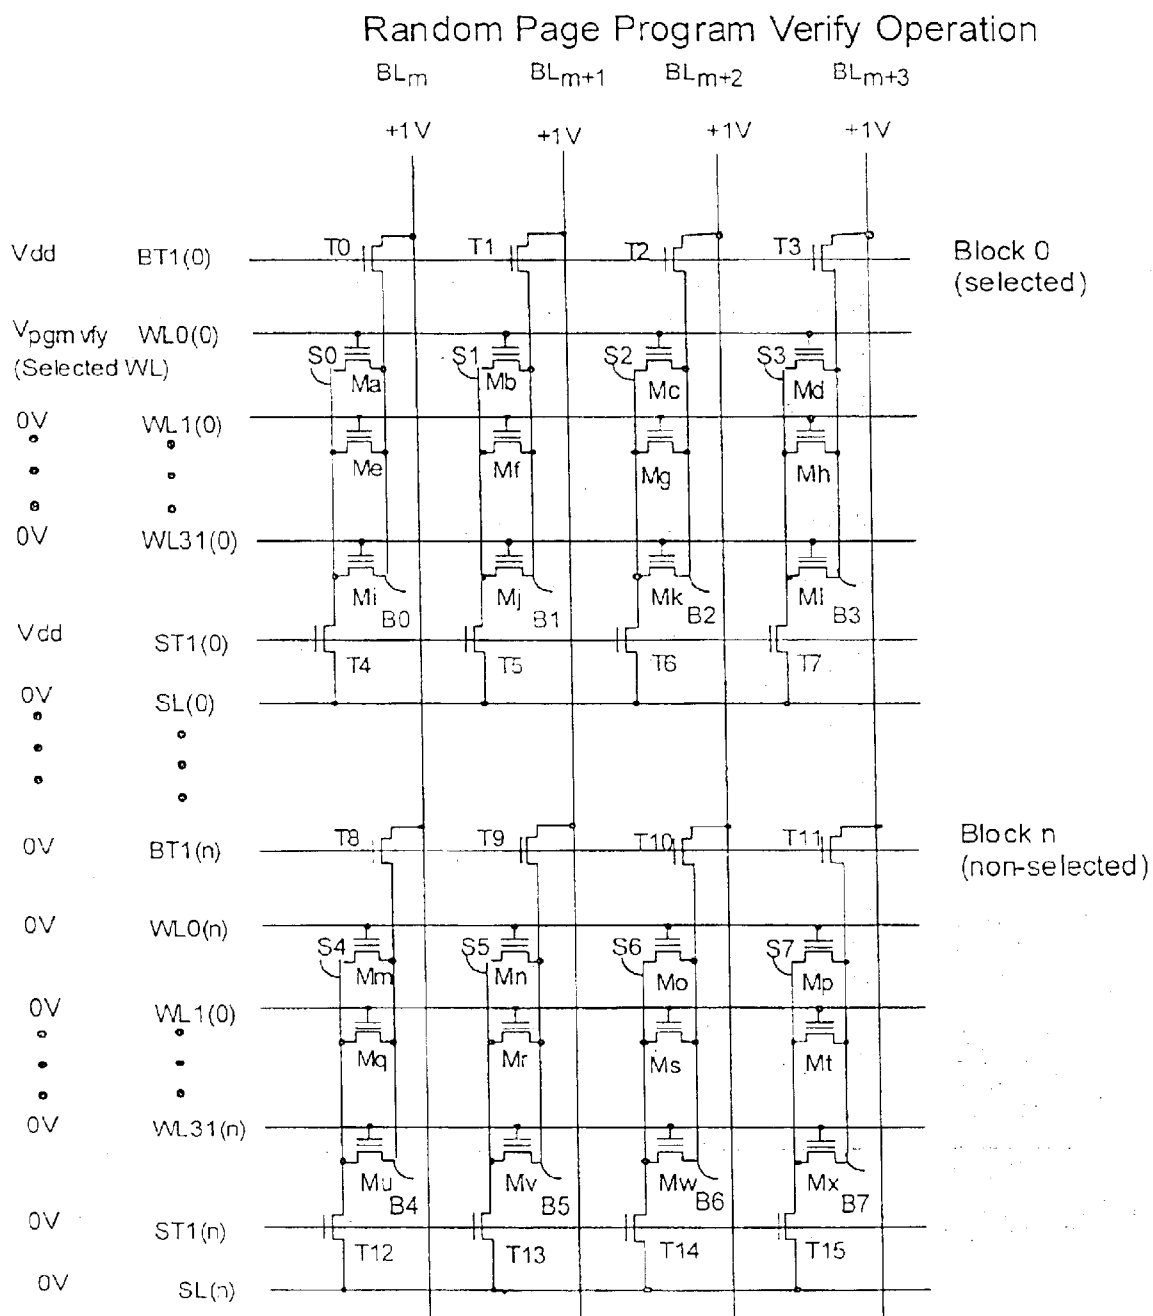 Random Page Program Verify Operation
BLm BLm+1 BLm+2 BLm+3
+1V +1V +1V +1V
Vdd BT1(0) T0 T1 T2 T3 Block 0
(selected)
Vpgmvfy WL0(0)
(Selected WL) S0 Ma S1 Mb S2 Mc S3 Md
0V WL1(0)
Me Mf Mg Mh
0V WL31(0)
Mi B0 Mj B1 Mk B2 Ml B3
Vdd ST1(0)
T4 T5 T6 T7
0V SL(0)
0V BT1(n) T8 T9 T10 T11 Block n
(non-selected)
0V WL0(n)
S4 Mm S5 Mn S6 Mo S7 Mp
0V WL1(0)
Mq Mr Ms Mt
0V WL31(n)
Mu B4 Mv B5 Mw B6 Mx B7
0V ST1(n)
T12 T13 T14 T15
0V SL(n)